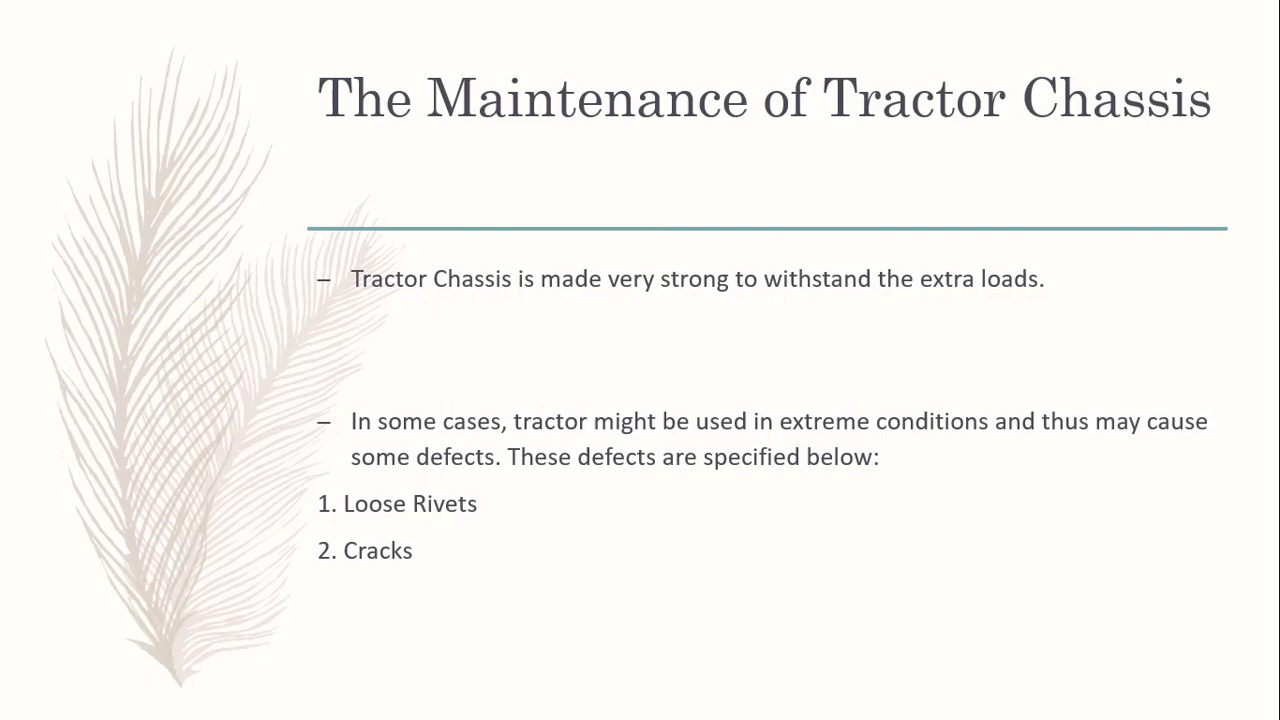 The Maintenance of Tractor Chassis
– Tractor Chassis is made very strong to withstand the extra loads.
– In some cases, tractor might be used in extreme conditions and thus may cause
some defects. These defects are specified below:
1. Loose Rivets
2. Cracks